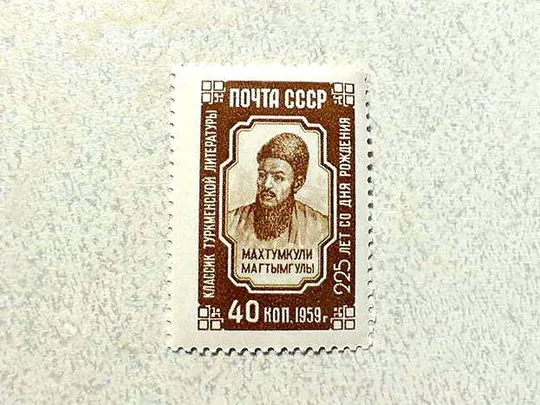 ПОЧТА СССР
КЛАССИК ТУРКМЕНСКОЙ ЛИТЕРАТУРЫ
225 ЛЕТ СО ДНЯ РОЖДЕНИЯ
МАХТУМКУЛИ
МАГТЫМГУЛЫ
40 КОП. 1959 г